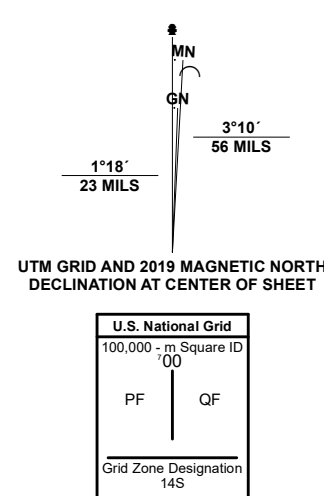 MN
GN
3°10´
56 MILS
1°18´
23 MILS
UTM GRID AND 2019 MAGNETIC NORTH
DECLINATION AT CENTER OF SHEET
U.S. National Grid
100,000 - m Square ID
⁷00
PF QF
Grid Zone Designation
14S